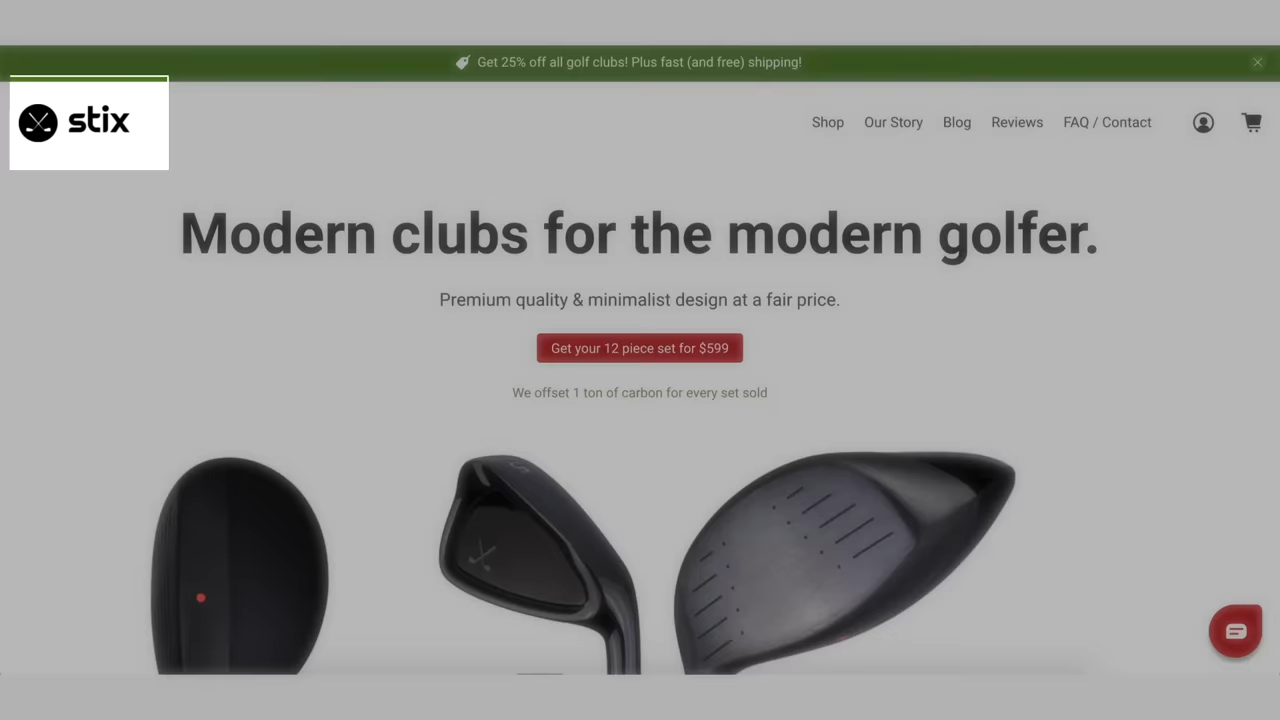 Get 25% off all golf clubs! Plus fast (and free) shipping!
stix
Shop Our Story Blog Reviews FAQ / Contact
Modern clubs for the modern golfer.
Premium quality & minimalist design at a fair price.
Get your 12 piece set for $599
We offset 1 ton of carbon for every set sold
S